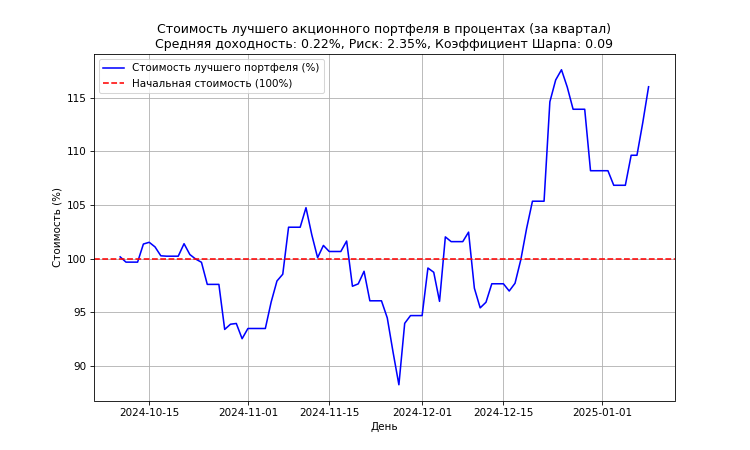 Стоимость лучшего акционного портфеля в процентах (за квартал)
Средняя доходность: 0.22%, Риск: 2.35%, Коэффициент Шарпа: 0.09
Стоимость лучшего портфеля (%)
Начальная стоимость (100%)
Стоимость (%)
115
110
105
100
95
90
2024-10-15
2024-11-01
2024-11-15
2024-12-01
2024-12-15
2025-01-01
День